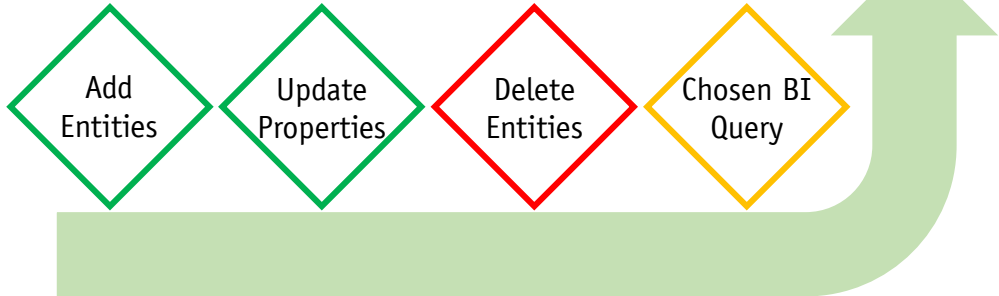 Add
Entities
Update
Properties
Delete
Entities
Chosen BI
Query